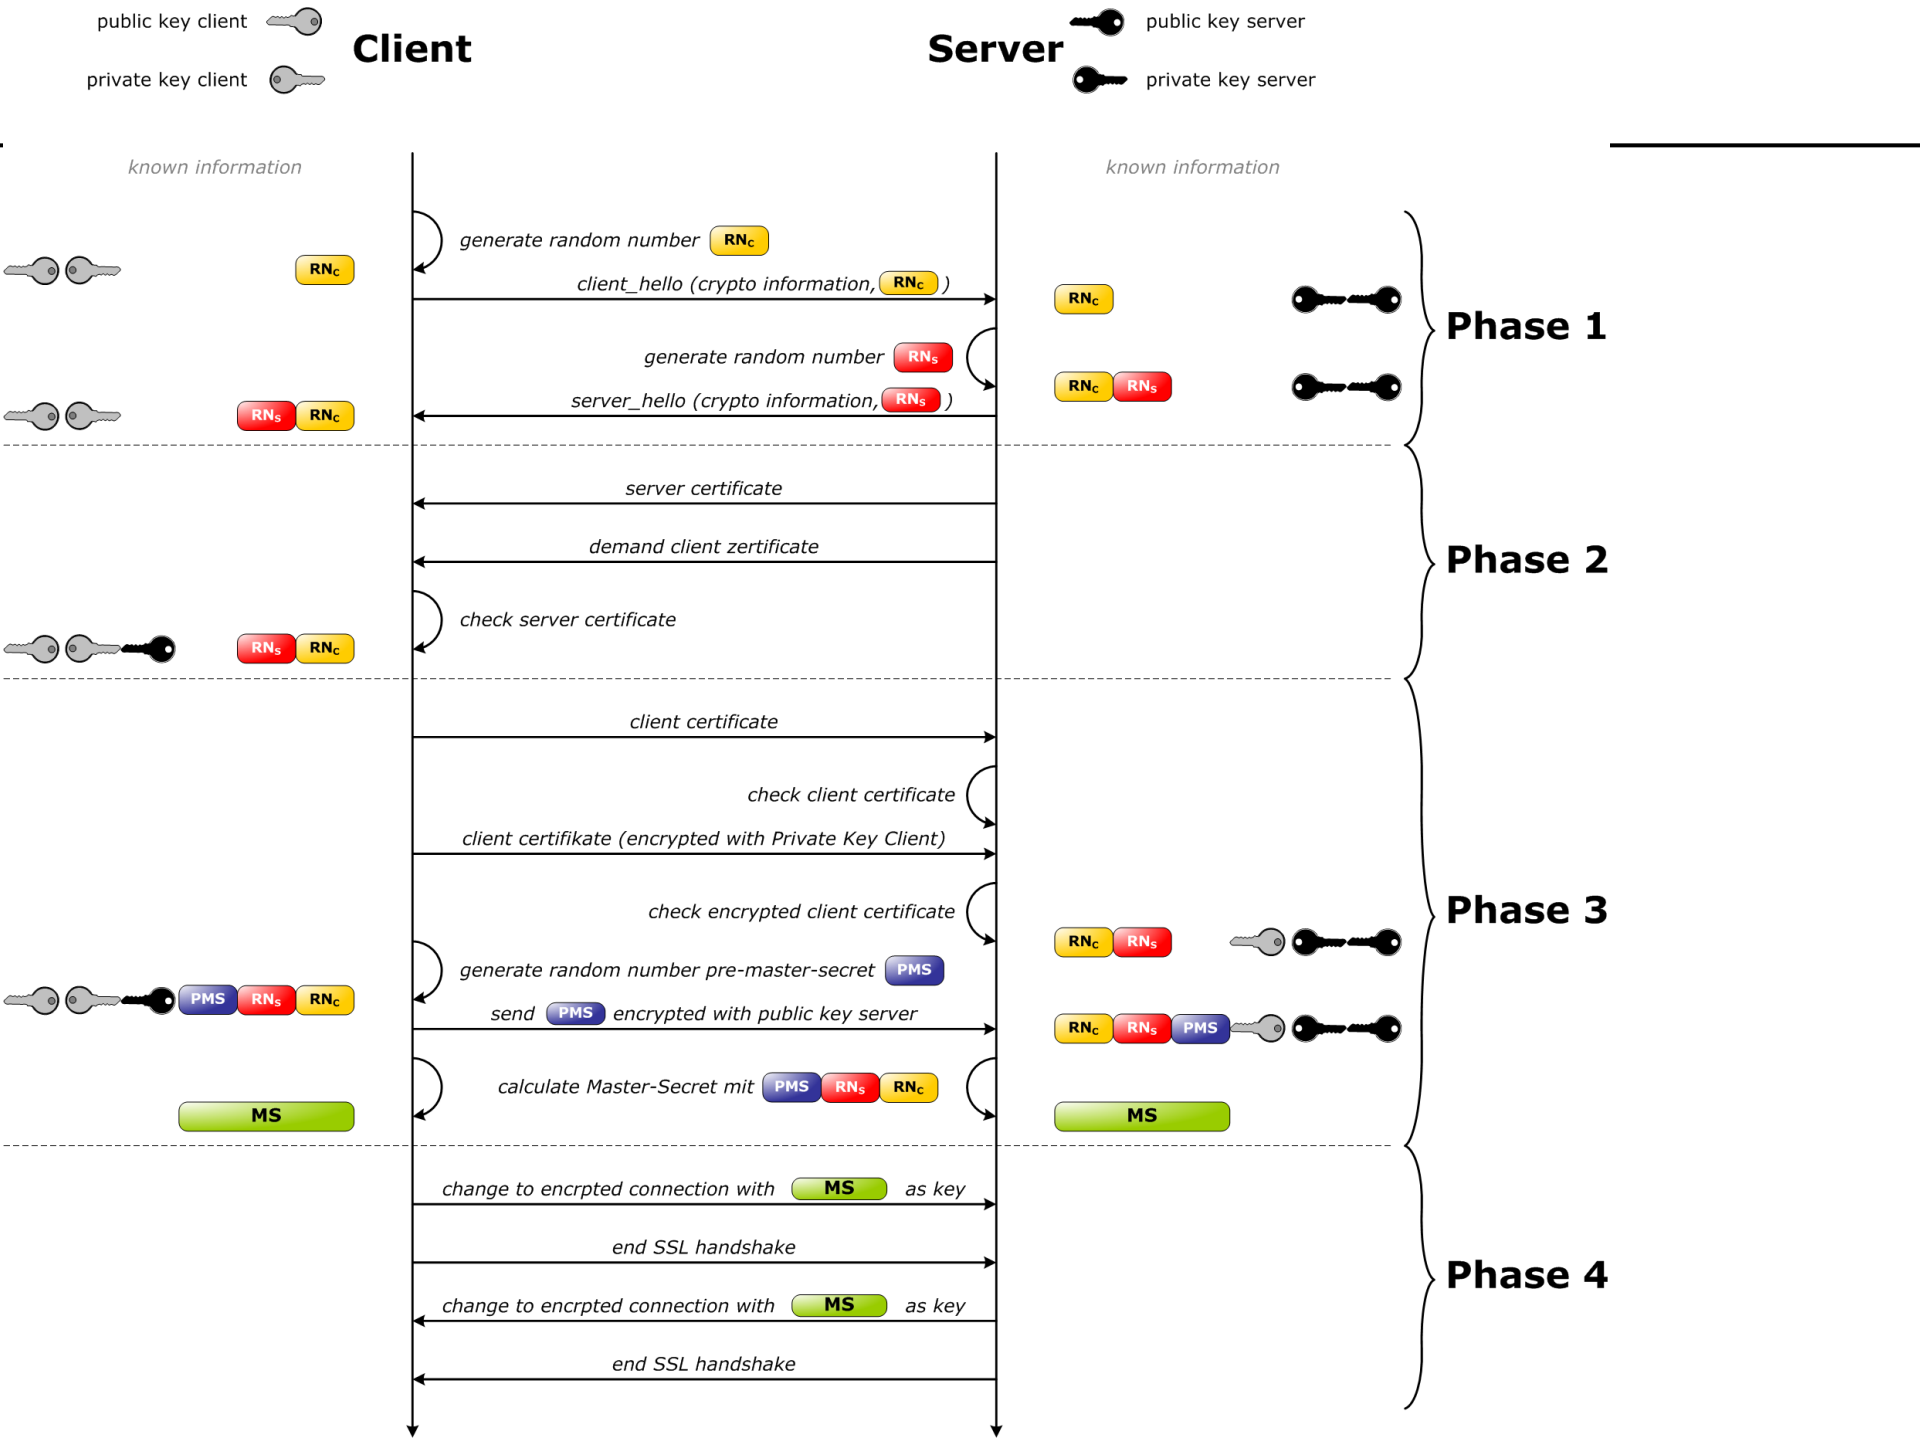 public key client
Client
Server
public key server
private key client
private key server
known information
known information
generate random number RNC
RNC
client_hello (crypto information, RNC )
RNC
Phase 1
generate random number RNS
RNC RNS
server_hello (crypto information, RNS )
RNS RNC
server certificate
demand client zertificate
Phase 2
check server certificate
RNS RNC
client certificate
check client certificate
client certifikate (encrypted with Private Key Client)
check encrypted client certificate
Phase 3
RNC RNS
generate random number pre-master-secret PMS
PMS RNS RNC
send PMS encrypted with public key server
RNC RNS PMS
calculate Master-Secret mit PMS RNS RNC
MS
MS
change to encrpted connection with MS as key
end SSL handshake
Phase 4
change to encrpted connection with MS as key
end SSL handshake